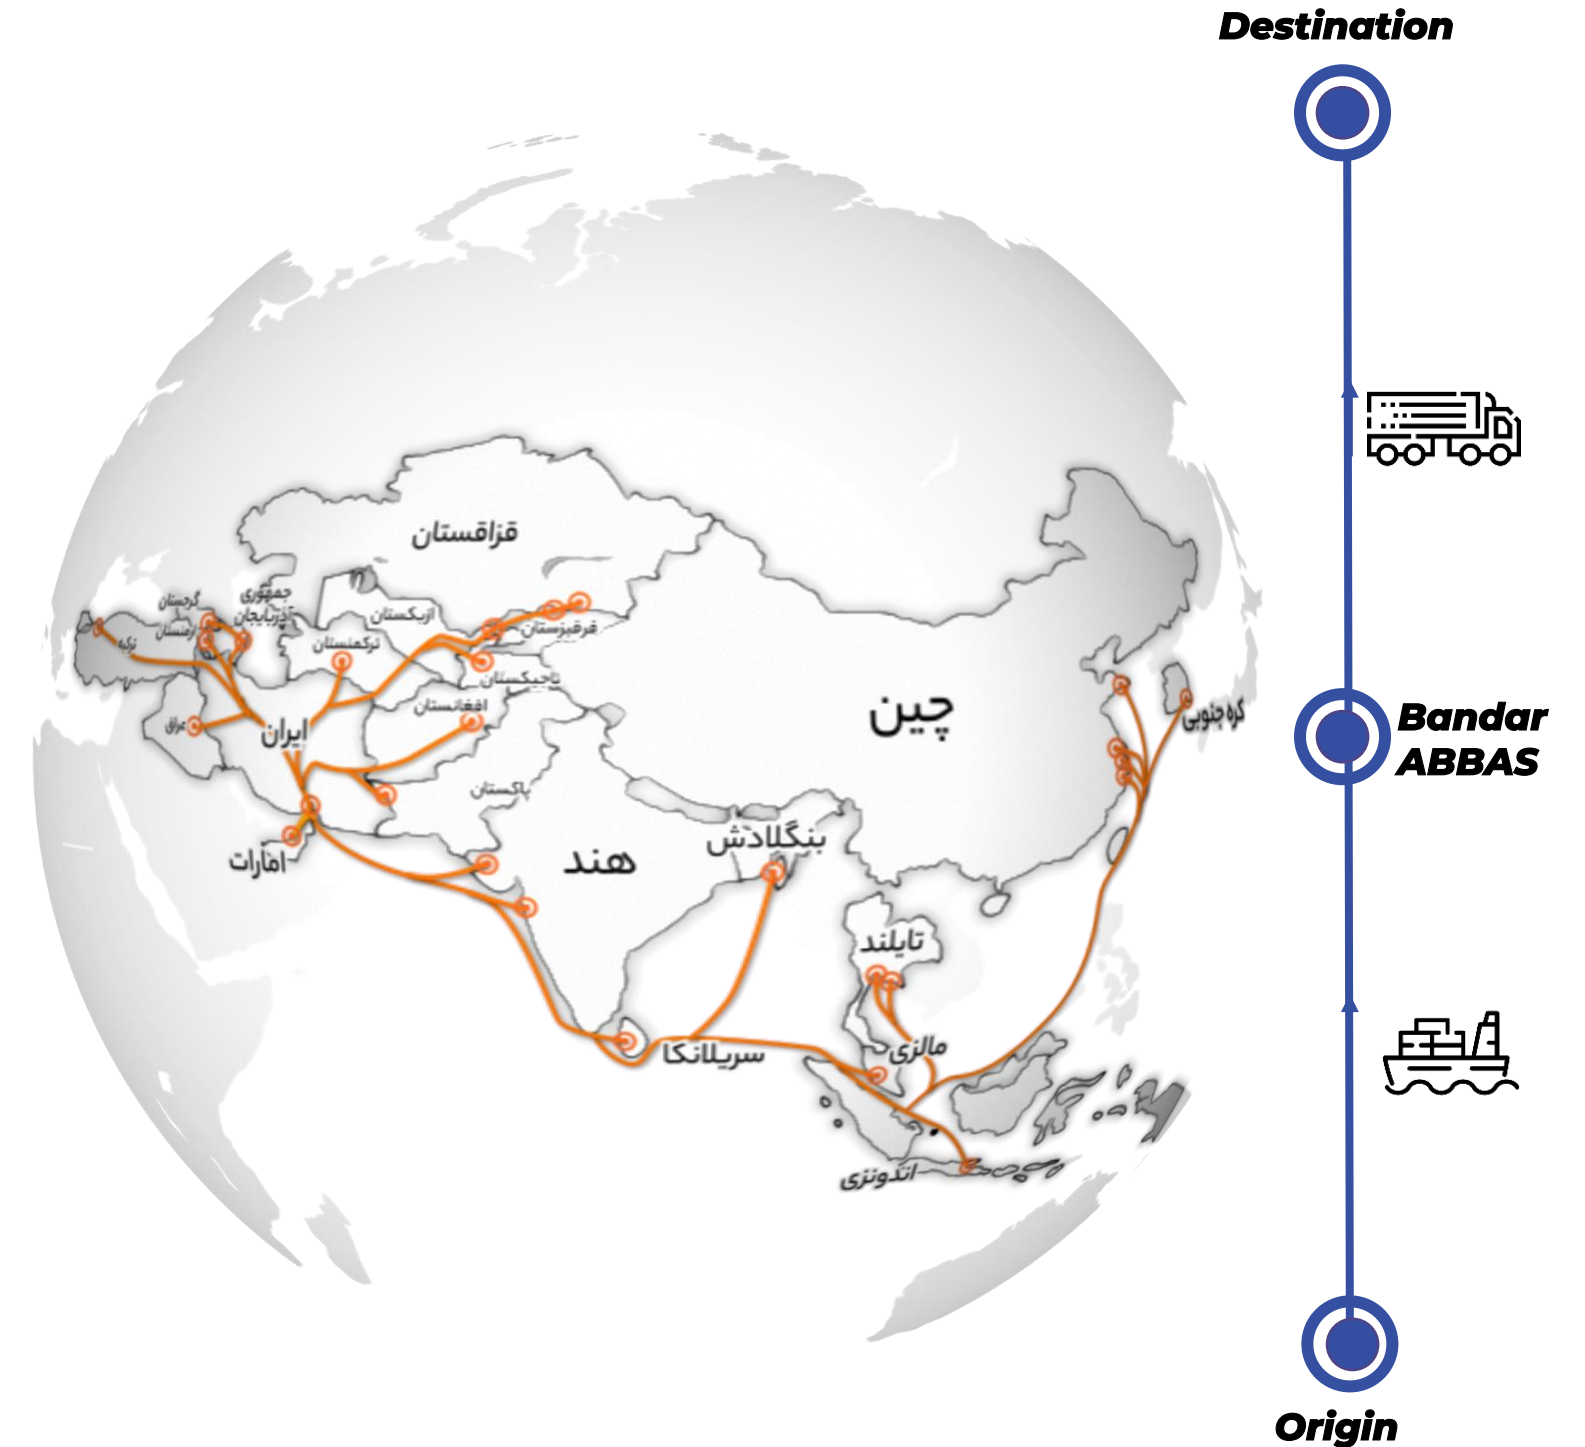 Destination
قزاقستان
گرجستان
جمهوری
آذربایجان
ارمنستان
ازبکستان
قرقیزستان
ترکیه
ترکمنستان
تاجیکستان
افغانستان
عراق
ایران
چین
کره جنوبی
Bandar
ABBAS
پاکستان
بنگلادش
هند
امارات
تایلند
مالزی
سریلانکا
اندونزی
Origin